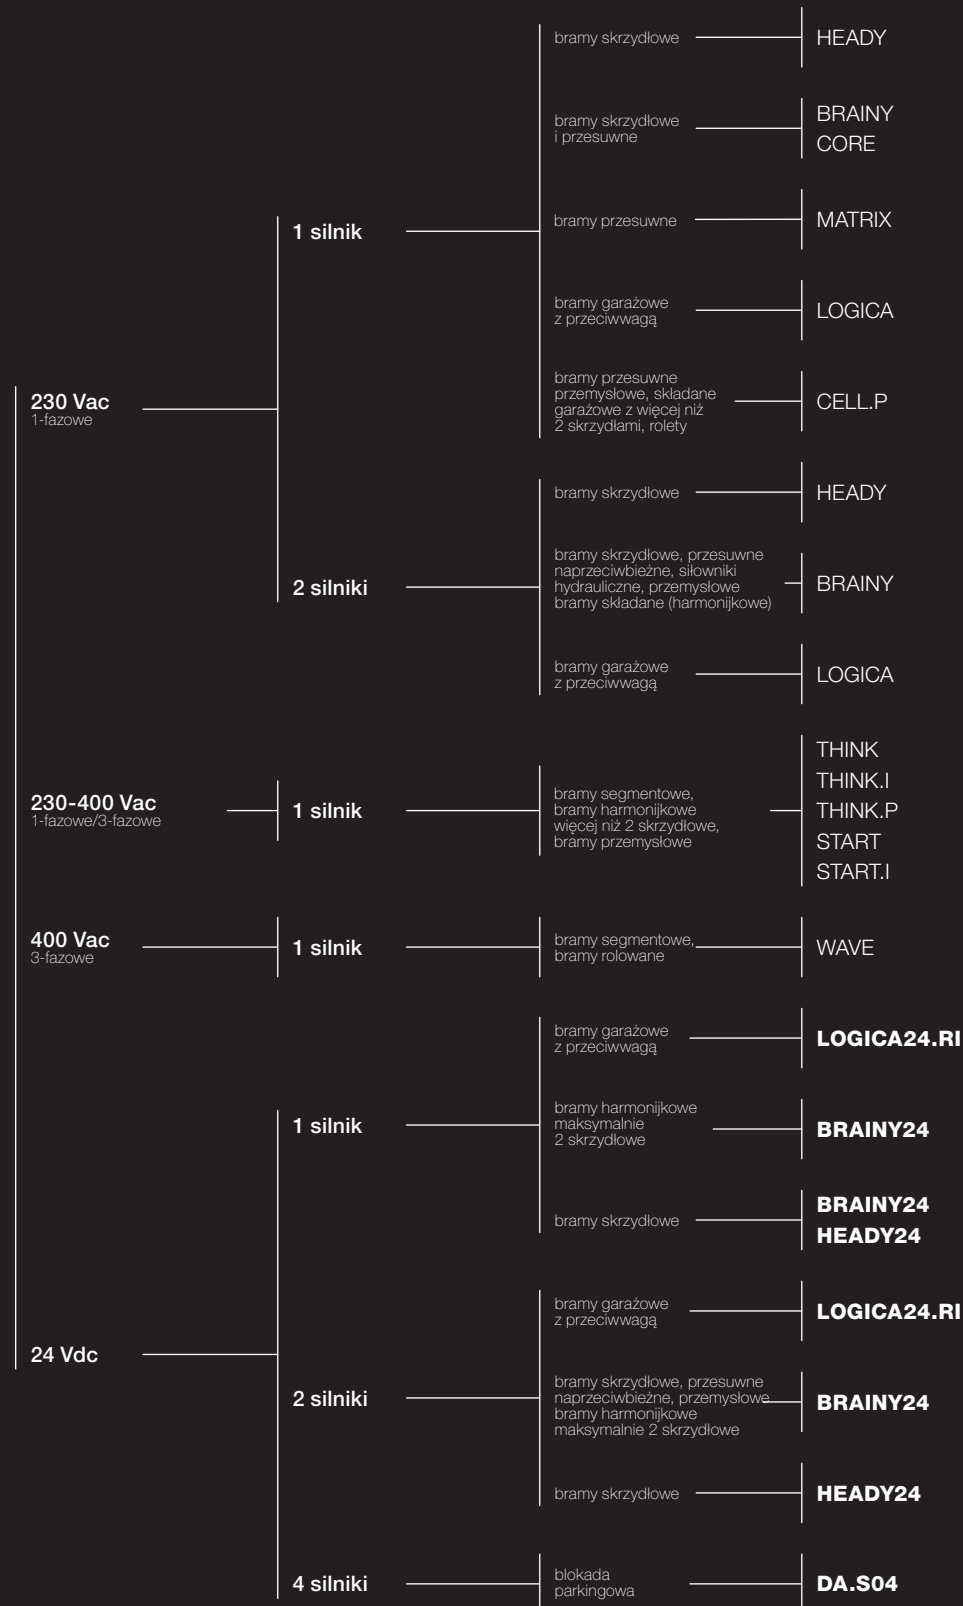 230 Vac
1-fazowe
1 silnik
bramy skrzydłowe
HEADY
bramy skrzydłowe
i przesuwne
BRAINY
CORE
bramy przesuwne
MATRIX
bramy garażowe
z przeciwwagą
LOGICA
bramy przesuwne
przemysłowe, składane
garażowe z więcej niż
2 skrzydłami, rolety
CELL.P
2 silniki
bramy skrzydłowe
HEADY
bramy skrzydłowe, przesuwne
naprzeciwbieżne, siłowniki
hydrauliczne, przemysłowe
bramy składane (harmonijkowe)
BRAINY
bramy garażowe
z przeciwwagą
LOGICA
230-400 Vac
1-fazowe/3-fazowe
1 silnik
bramy segmentowe,
bramy harmonijkowe
więcej niż 2 skrzydłowe,
bramy przemysłowe
THINK
THINK.I
THINK.P
START
START.I
400 Vac
3-fazowe
1 silnik
bramy segmentowe,
bramy rolowane
WAVE
24 Vdc
1 silnik
bramy garażowe
z przeciwwagą
LOGICA24.RI
bramy harmonijkowe
maksymalnie
2 skrzydłowe
BRAINY24
bramy skrzydłowe
BRAINY24
HEADY24
2 silniki
bramy garażowe
z przeciwwagą
LOGICA24.RI
bramy skrzydłowe, przesuwne
naprzeciwbieżne, przemysłowe
bramy harmonijkowe
maksymalnie 2 skrzydłowe
BRAINY24
bramy skrzydłowe
HEADY24
4 silniki
blokada
parkingowa
DA.S04